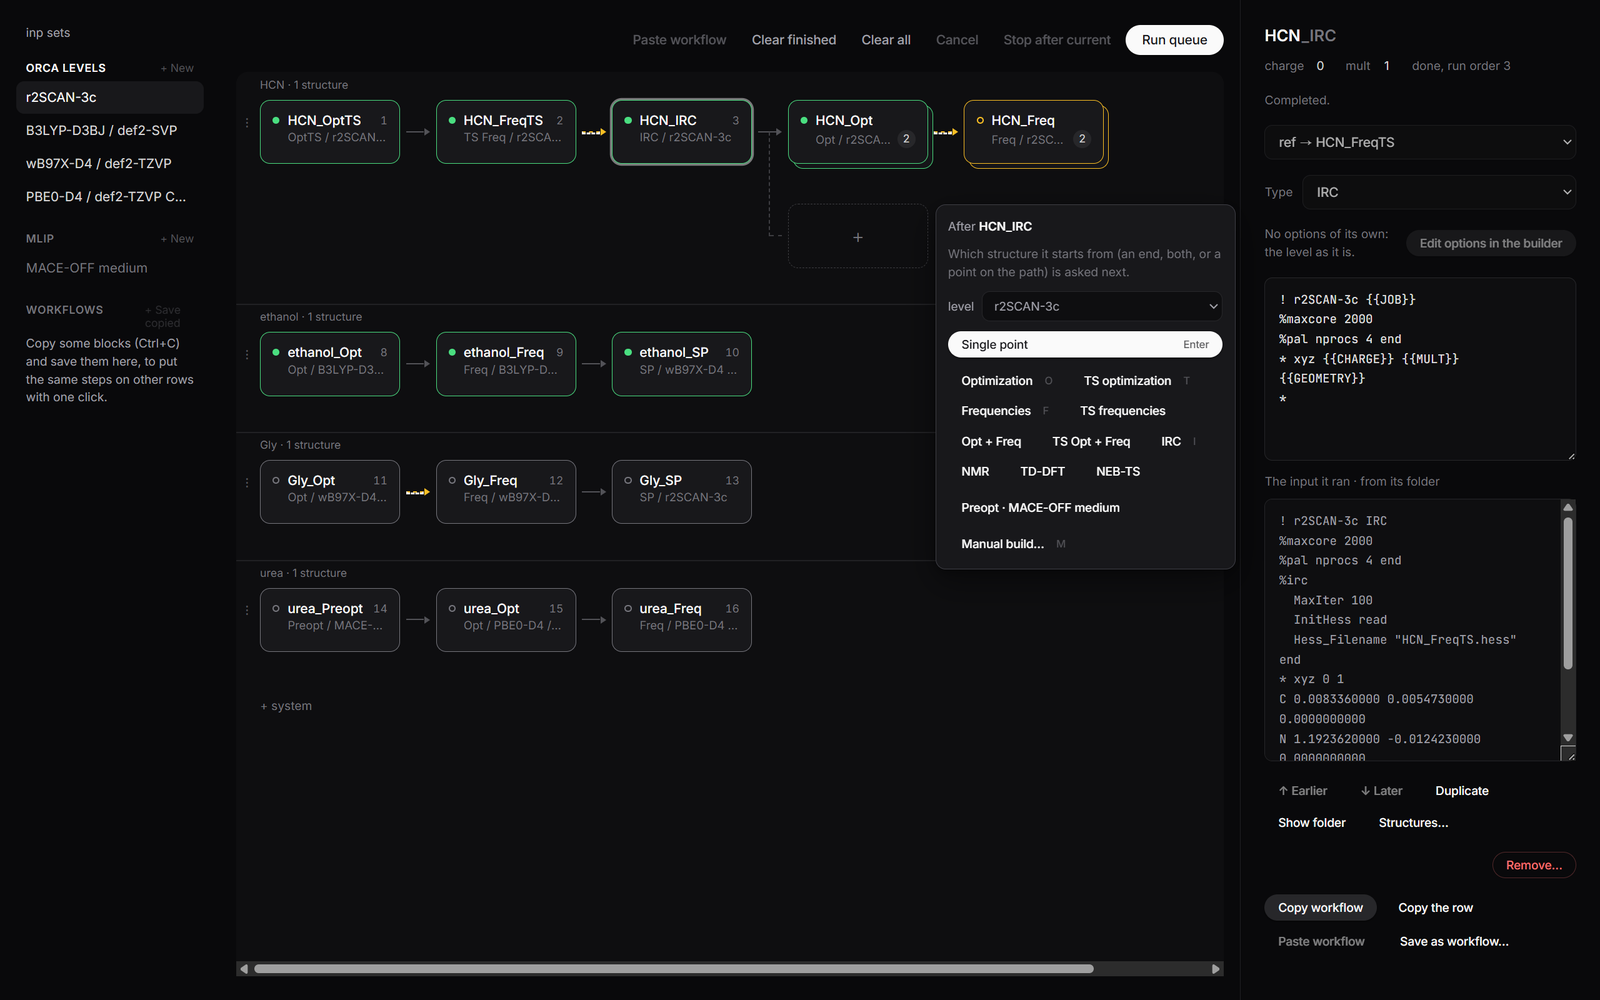 inp sets
ORCA LEVELS
+ New
r2SCAN-3c
B3LYP-D3BJ / def2-SVP
wB97X-D4 / def2-TZVP
PBE0-D4 / def2-TZVP C...
MLIP
+ New
MACE-OFF medium
WORKFLOWS
+ Save copied
Copy some blocks (Ctrl+C)
and save them here, to put
the same steps on other rows
with one click.
Paste workflow
Clear finished
Clear all
Cancel
Stop after current
Run queue
HCN · 1 structure
HCN_OptTS 1
OptTS / r2SCAN...
HCN_FreqTS 2
TS Freq / r2SCA...
HCN_IRC 3
IRC / r2SCAN-3c
HCN_Opt
Opt / r2SCA... 2
HCN_Freq
Freq / r2SC... 2
+
ethanol · 1 structure
ethanol_Opt 8
Opt / B3LYP-D3...
ethanol_Freq 9
Freq / B3LYP-D...
ethanol_SP 10
SP / wB97X-D4 ...
Gly · 1 structure
Gly_Opt 11
Opt / wB97X-D4...
Gly_Freq 12
Freq / wB97X-D...
Gly_SP 13
SP / r2SCAN-3c
urea · 1 structure
urea_Preopt 14
Preopt / MACE-...
urea_Opt 15
Opt / PBE0-D4 /...
urea_Freq 16
Freq / PBE0-D4 ...
+ system
After HCN_IRC
Which structure it starts from (an end, both, or a
point on the path) is asked next.
level r2SCAN-3c
Single point Enter
Optimization O TS optimization T
Frequencies F TS frequencies
Opt + Freq TS Opt + Freq IRC I
NMR TD-DFT NEB-TS
Preopt · MACE-OFF medium
Manual build... M
HCN_IRC
charge 0 mult 1 done, run order 3
Completed.
ref → HCN_FreqTS
Type IRC
No options of its own:
the level as it is.
Edit options in the builder
! r2SCAN-3c {{JOB}}
%maxcore 2000
%pal nprocs 4 end
* xyz {{CHARGE}} {{MULT}}
{{GEOMETRY}}
*
The input it ran · from its folder
! r2SCAN-3c IRC
%maxcore 2000
%pal nprocs 4 end
%irc
MaxIter 100
InitHess read
Hess_Filename "HCN_FreqTS.hess"
end
* xyz 0 1
C 0.0083360000 0.0054730000
0.0000000000
N 1.1923620000 -0.0124230000
0.0000000000
↑ Earlier ↓ Later Duplicate
Show folder Structures...
Remove...
Copy workflow Copy the row
Paste workflow Save as workflow...